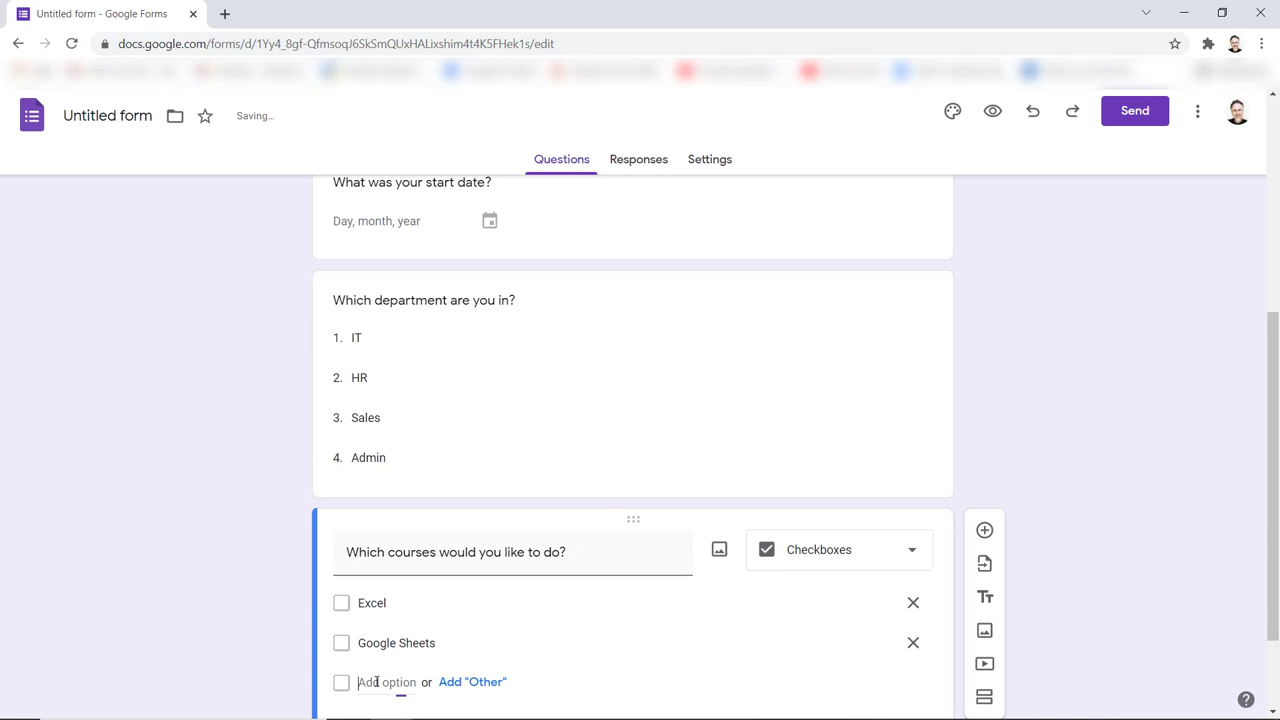 Untitled form - Google Forms
docs.google.com/forms/d/1Yy4_8gf-QfmsoqJ6SkSmQUxHALixshim4t4K5FHek1s/edit
Untitled form
Saving...
Send
Questions
Responses
Settings
What was your start date?
Day, month, year
Which department are you in?
1. IT
2. HR
3. Sales
4. Admin
Which courses would you like to do?
Checkboxes
Excel
Google Sheets
Add option or Add "Other"
Tт